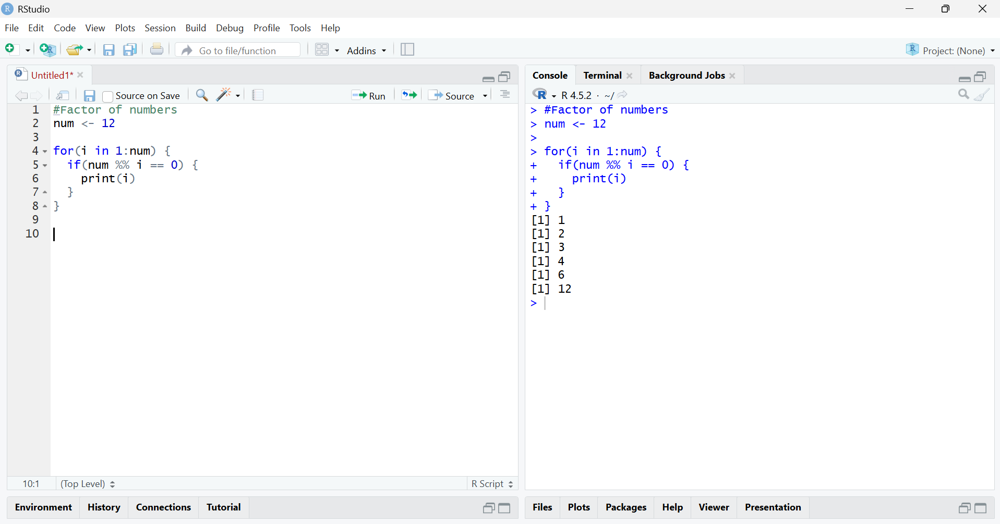 RStudio
File Edit Code View Plots Session Build Debug Profile Tools Help
Go to file/function Addins Project: (None)
Untitled1*
Source on Save Run Source
1 #Factor of numbers
2 num <- 12
3
4 for(i in 1:num) {
5   if(num %% i == 0) {
6     print(i)
7   }
8 }
9
10
10:1 (Top Level) R Script
Environment History Connections Tutorial
Console Terminal Background Jobs
R 4.5.2 · ~/
> #Factor of numbers
> num <- 12
>
> for(i in 1:num) {
+   if(num %% i == 0) {
+     print(i)
+   }
+ }
[1] 1
[1] 2
[1] 3
[1] 4
[1] 6
[1] 12
>
Files Plots Packages Help Viewer Presentation